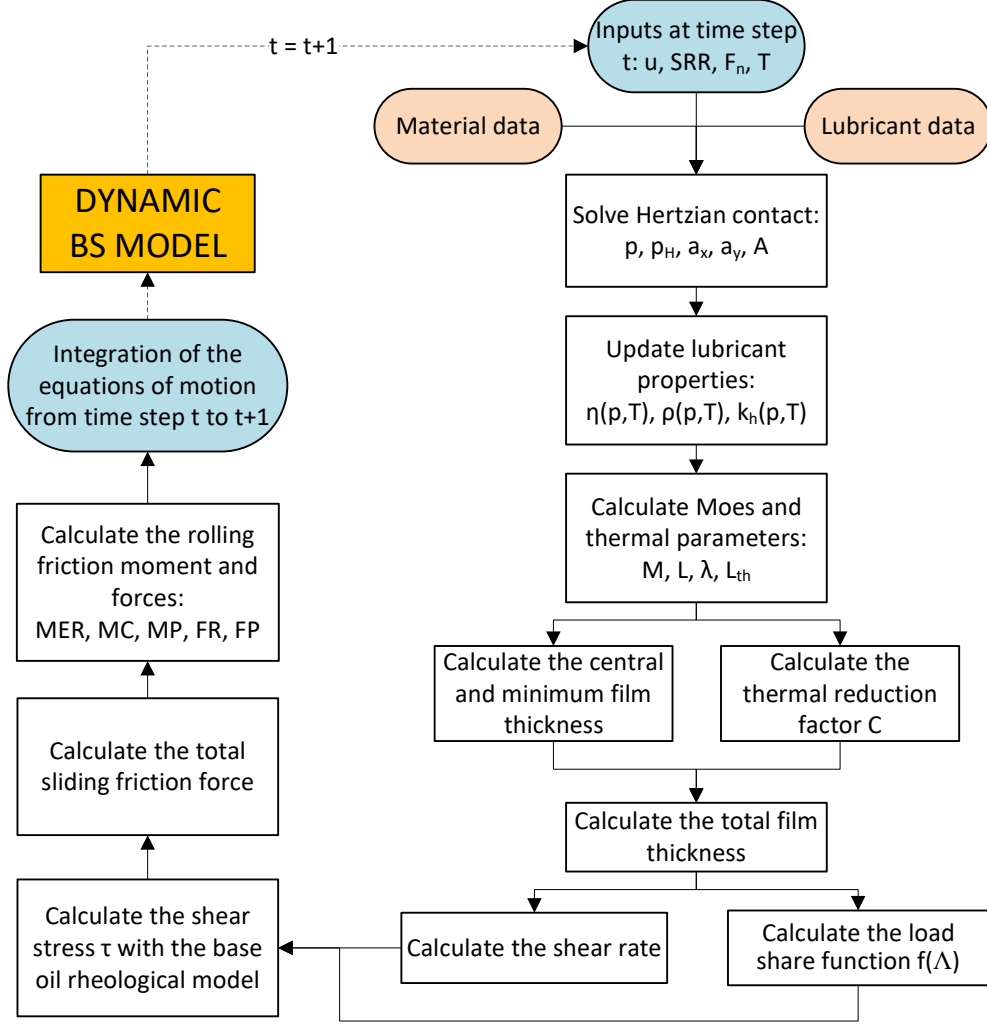 t = t+1
Inputs at time step
t: u, SRR, Fₙ, T
Material data
Lubricant data
DYNAMIC
BS MODEL
Solve Hertzian contact:
p, p_H, aₓ, a_y, A
Integration of the
equations of motion
from time step t to t+1
Update lubricant
properties:
η(p,T), ρ(p,T), kₕ(p,T)
Calculate Moes and
thermal parameters:
M, L, λ, Lₜₕ
Calculate the rolling
friction moment and
forces:
MER, MC, MP, FR, FP
Calculate the central
and minimum film
thickness
Calculate the
thermal reduction
factor C
Calculate the total
sliding friction force
Calculate the total film
thickness
Calculate the shear
stress τ with the base
oil rheological model
Calculate the shear rate
Calculate the load
share function f(Λ)